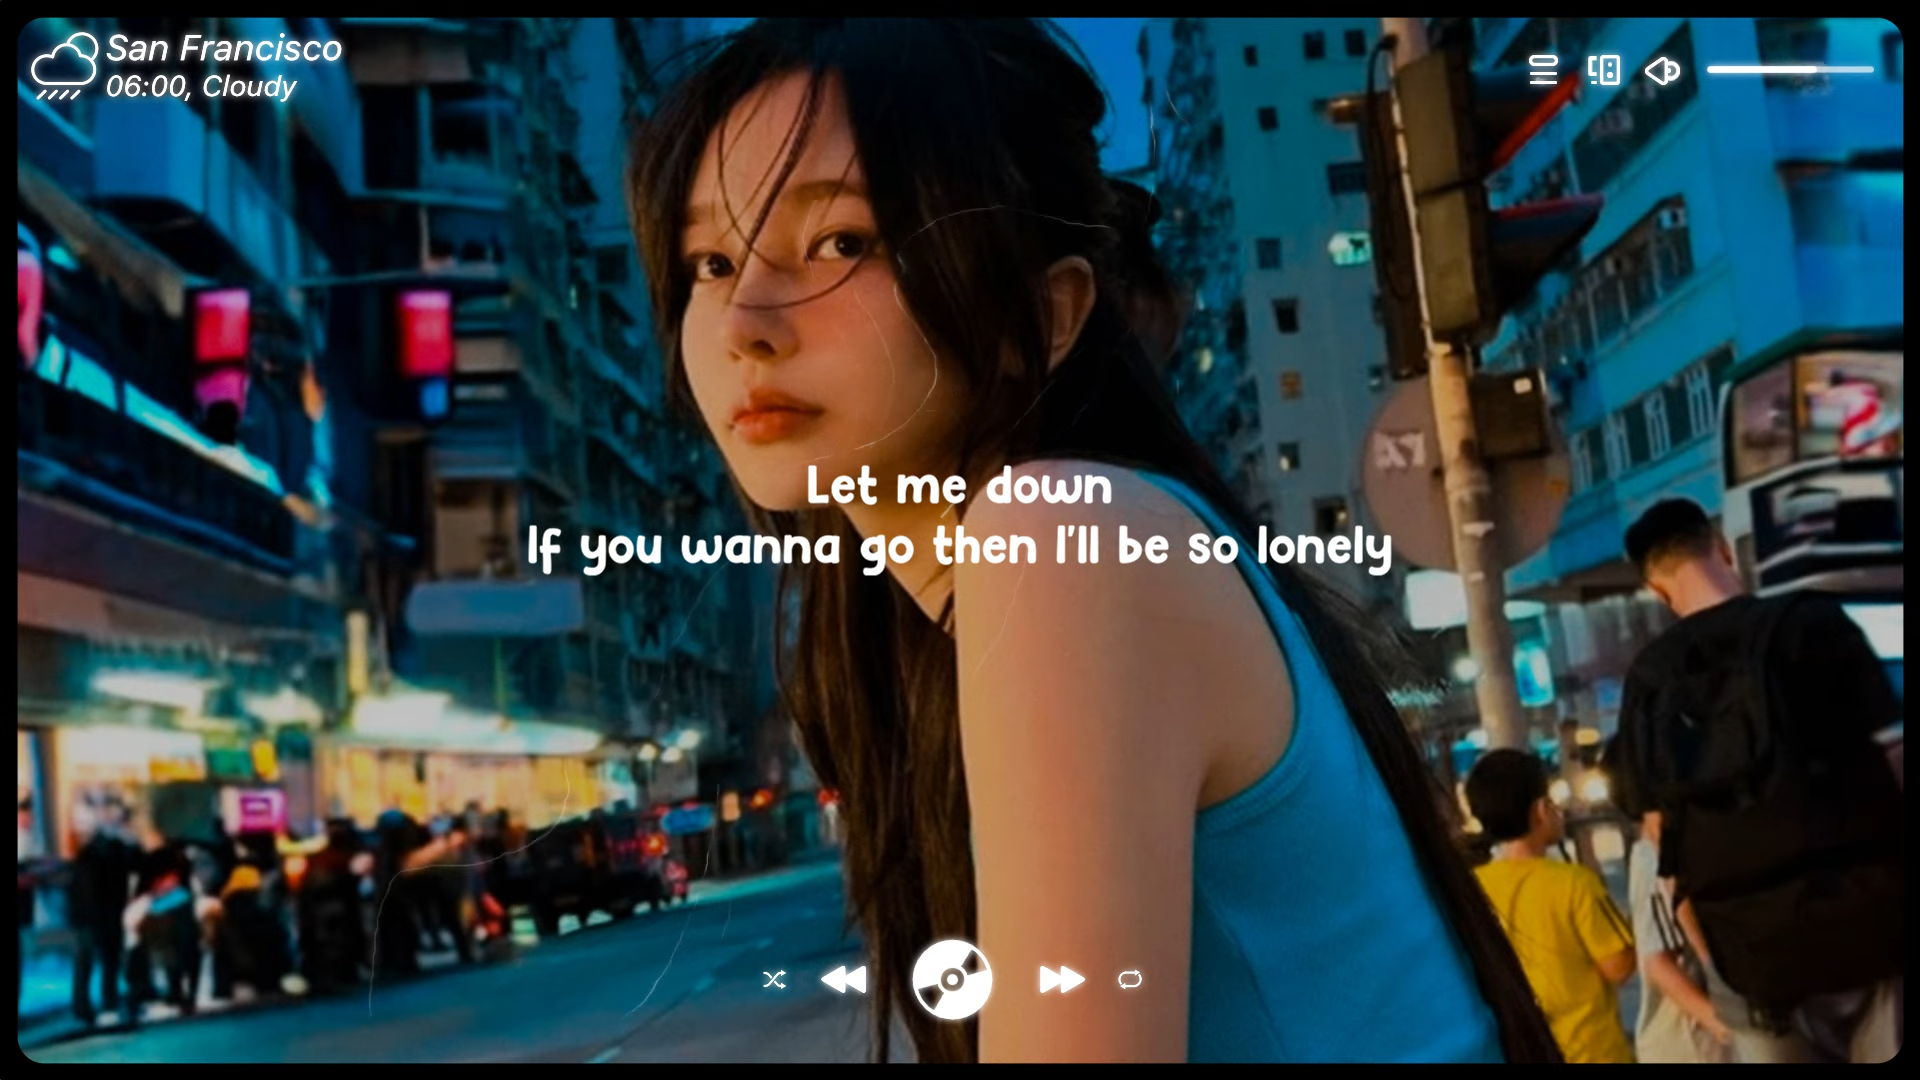 San Francisco
06:00, Cloudy
Let me down
If you wanna go then I'll be so lonely